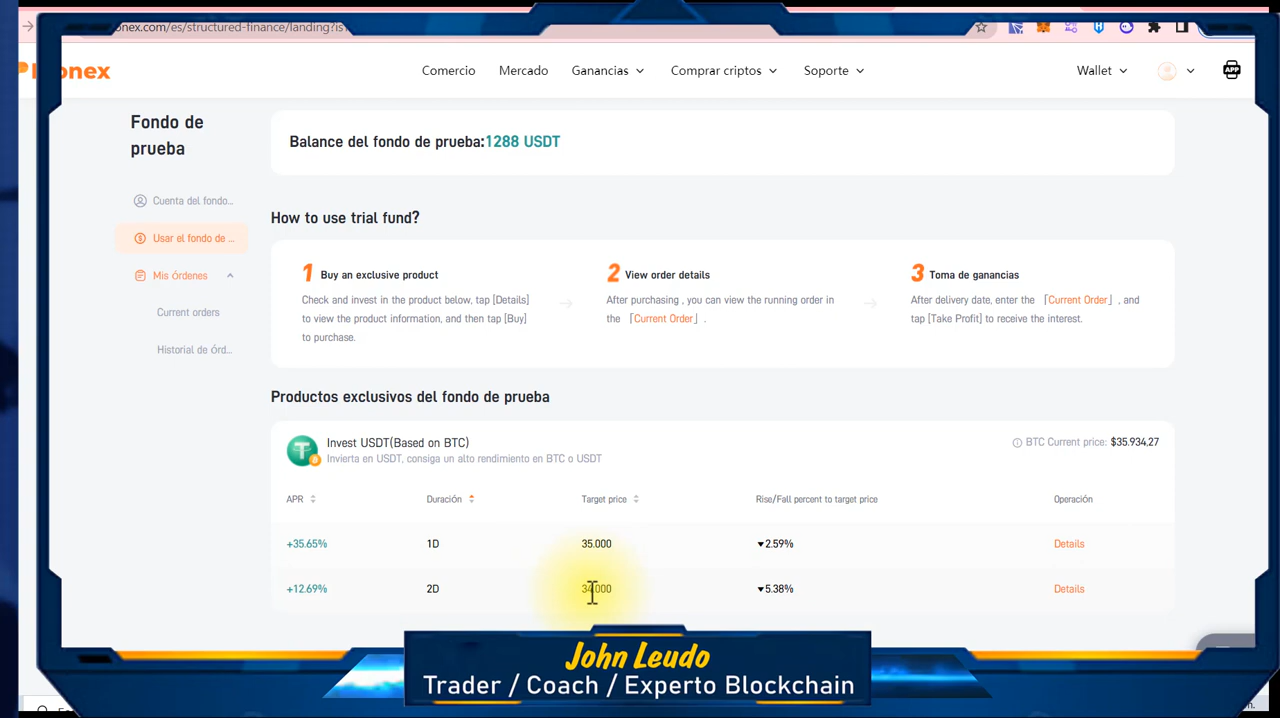 onex.com/es/structured-finance/landing?is
onex
Comercio
Mercado
Ganancias
Comprar criptos
Soporte
Wallet
APP
Fondo de
prueba
Cuenta del fondo...
Usar el fondo de ...
Mis órdenes
Current orders
Historial de órd...
Balance del fondo de prueba:1288 USDT
How to use trial fund?
1 Buy an exclusive product
Check and invest in the product below, tap [Details]
to view the product information, and then tap [Buy]
to purchase.
2 View order details
After purchasing , you can view the running order in
the 「Current Order」 .
3 Toma de ganancias
After delivery date, enter the 「Current Order」 , and
tap [Take Profit] to receive the interest.
Productos exclusivos del fondo de prueba
Invest USDT(Based on BTC)
Invierta en USDT, consiga un alto rendimiento en BTC o USDT
BTC Current price: $35.934,27
APR Duración Target price Rise/Fall percent to target price Operación
+35.65% 1D 35.000 ▼2.59% Details
+12.69% 2D 34.000 ▼5.38% Details
John Leudo
Trader / Coach / Experto Blockchain